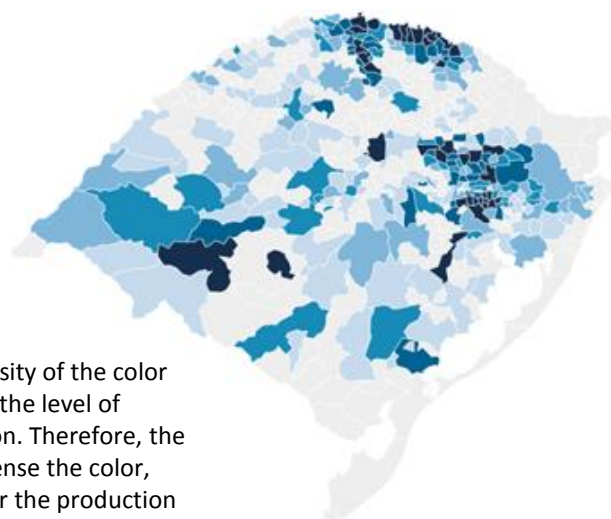 sity of the color
the level of
on. Therefore, the
ense the color,
r the production